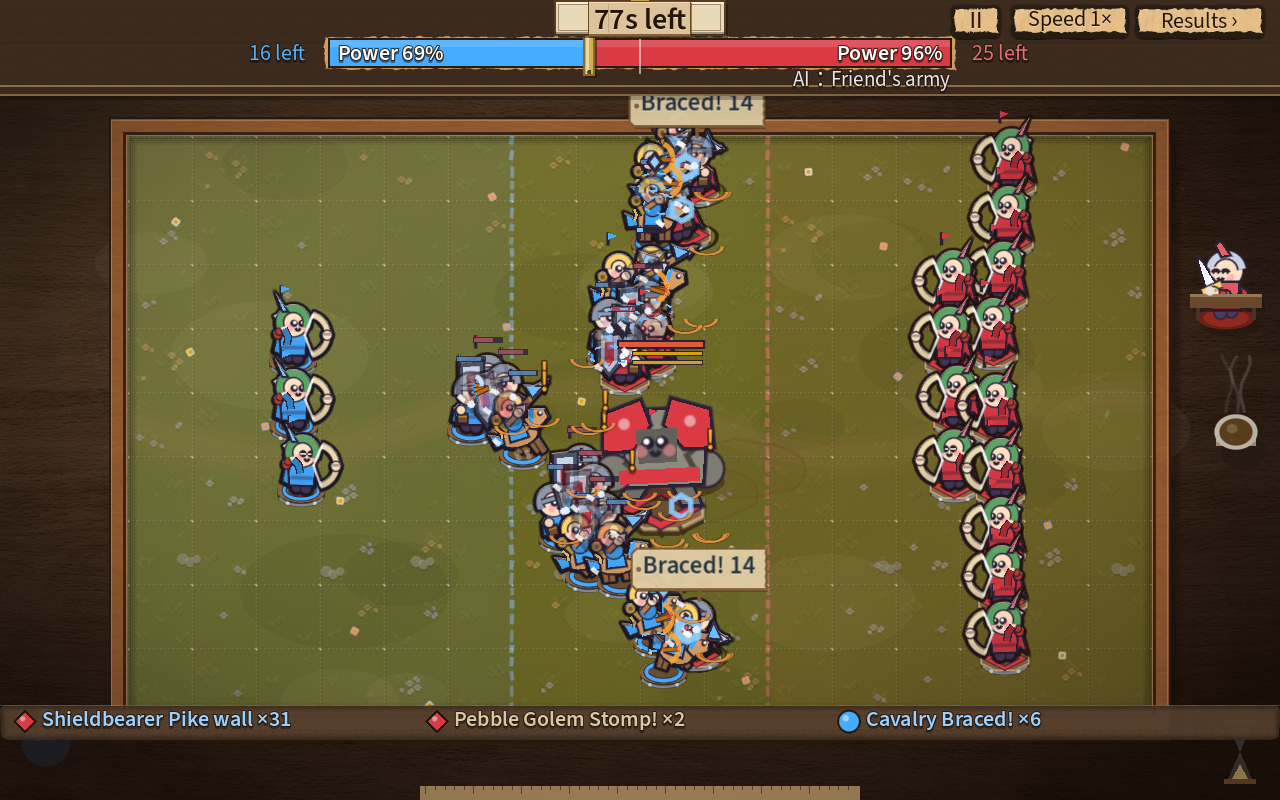 77s left
II
Speed 1×
Results ›
16 left
Power 69%
Power 96%
25 left
AI：Friend's army
Braced! 14
Braced! 14
Shieldbearer Pike wall ×31
Pebble Golem Stomp! ×2
Cavalry Braced! ×6